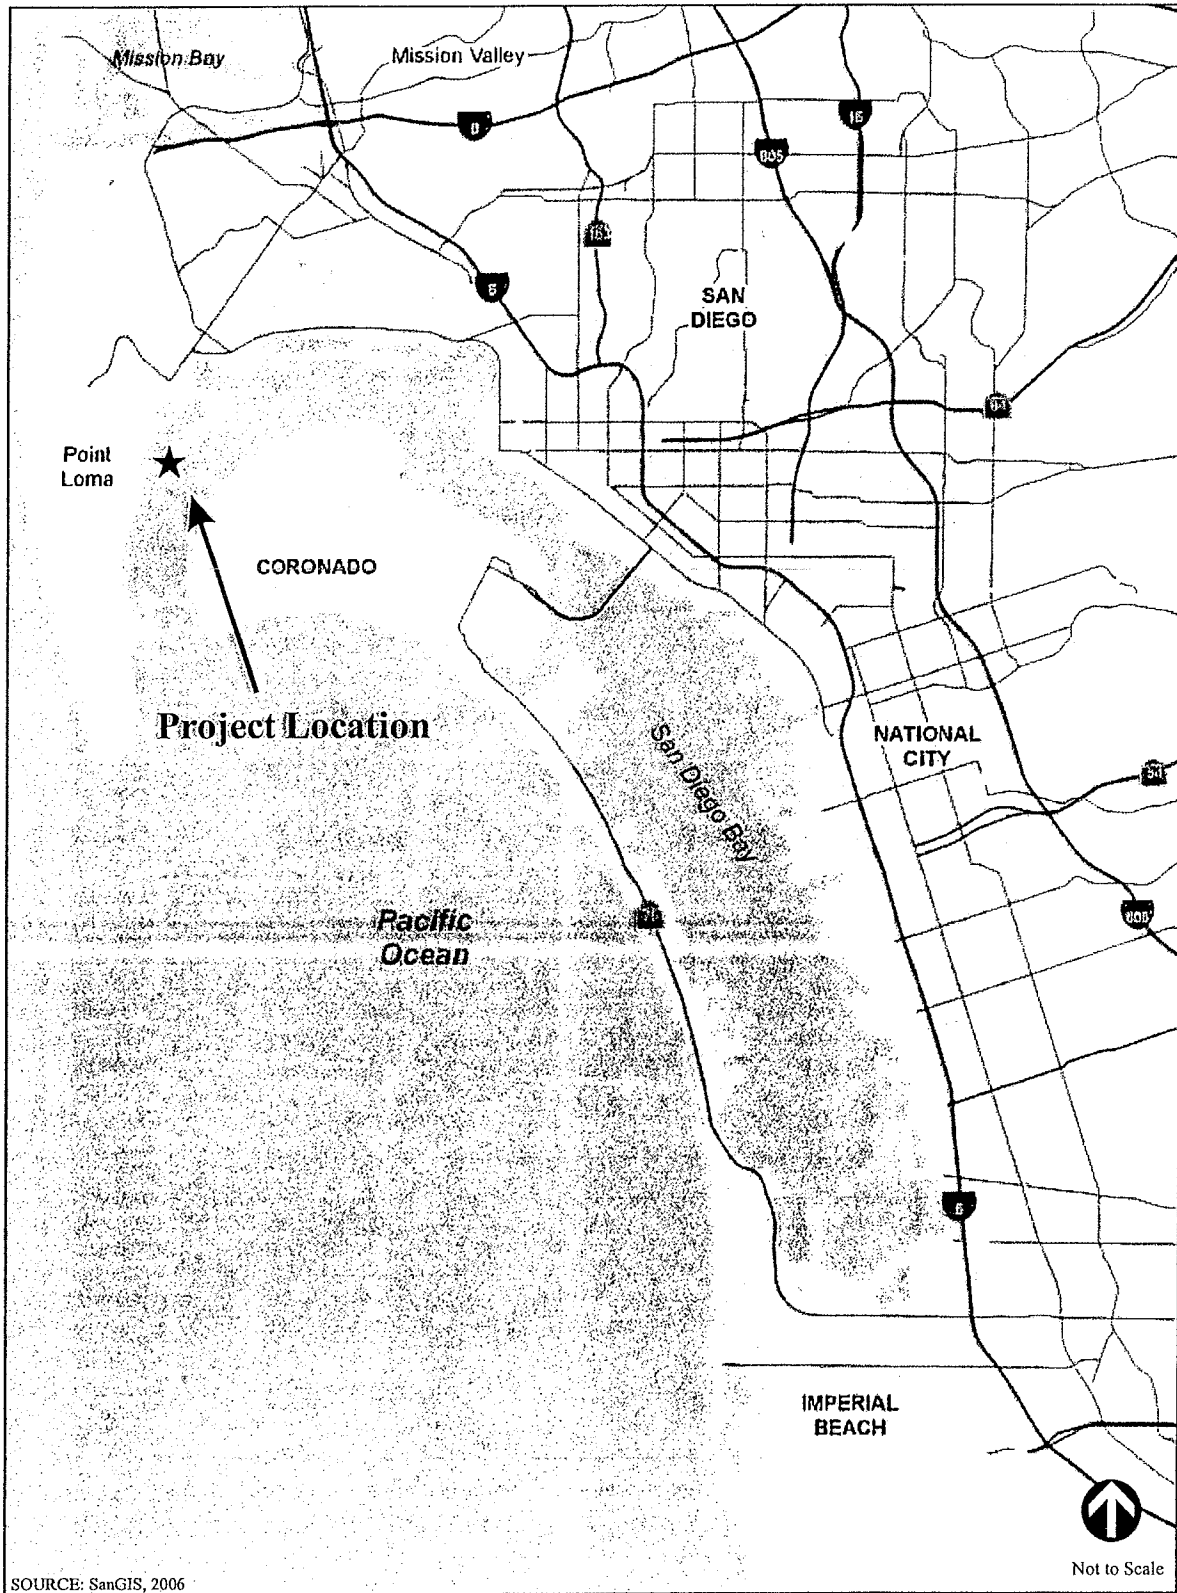 Mission Bay
Mission Valley
8
15
805
163
5
SAN
DIEGO
94
Point
Loma
CORONADO
Project Location
San Diego Bay
NATIONAL
CITY
54
Pacific
Ocean
75
805
5
IMPERIAL
BEACH
Not to Scale
SOURCE: SanGIS, 2006